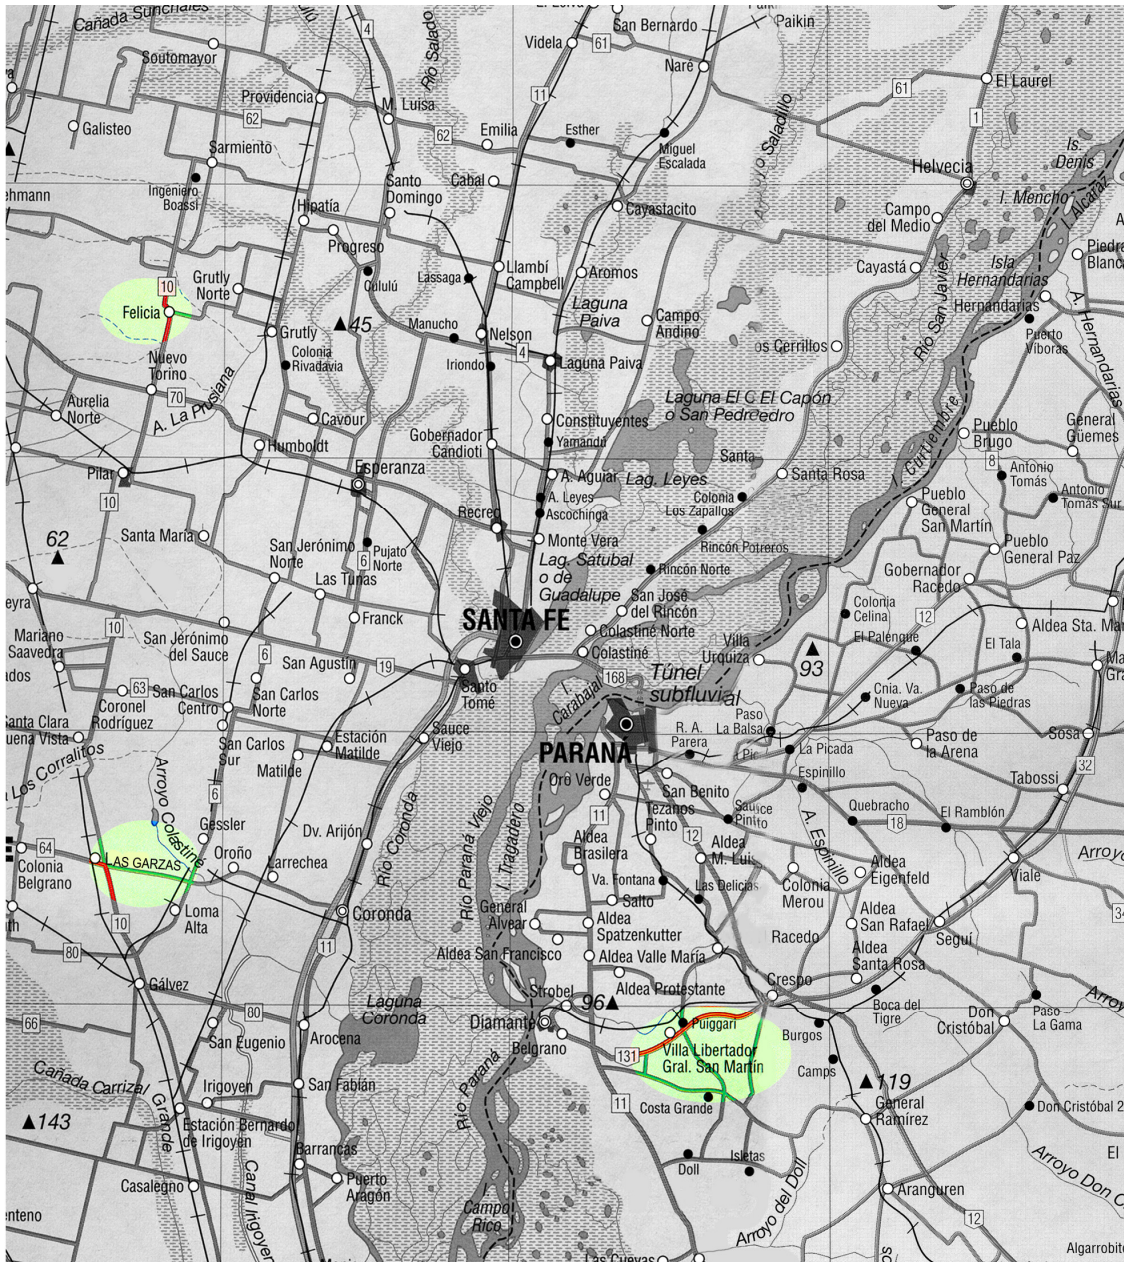 Cañada Sunchales
4
Río Salado
San Bernardo
Paikin
Soutomayor
Videla
61
Naré
El Laurel
61
11
Providencia
M. Luisa
Galisteo
62
62
Emilia
Esther
1
Sarmiento
Miguel
Escalada
Arroyo Saladillo
Is.
Denis
Ingeniero
Boassi
Cabal
Helvecia
Santo
Domingo
I. Mencho
I. Alcaraz
Hipatía
Cayastacito
Campo
del Medio
Progreso
Cululú
Llambí
Campbell
Lassaga
Aromos
Cayastá
Isla
Hernandarias
Piedra
Blanca
10
Grutly
Norte
Laguna
Paiva
Río San Javier
Hernandarias
Felicia
45
Manucho
Campo
Andino
Puerto
Víboras
A. Hernandarias
Grutly
Nelson
Nuevo
Torino
Colonia
Rivadavia
4
Iriondo
Laguna Paiva
os Cerrillos
70
A. La Prusiana
Aurelia
Norte
Laguna El C El Capón
o San Pedrcedro
Curtiembre
Cavour
Constituyentes
Humboldt
Gobernador
Candioti
Yamandú
Pueblo
Brugo
General
Güemes
Esperanza
Santa
8
Pilar
A. Aguiar
Lag. Leyes
Santa Rosa
Antonio
Tomás
10
A. Leyes
Colonia
Los Zapallos
Pueblo
General
San Martín
Antonio
Tomás Sur
Recreo
Ascochinga
Santa María
62
San Jerónimo
Norte
6
Pujato
Norte
Monte Vera
Rincón Potreros
Pueblo
General Paz
Lag. Satubal
o de
Guadalupe
Las Tunas
Rincón Norte
Gobernador
Racedo
San José
del Rincón
Colonia
Celina
12
Franck
SANTA FE
10
Mariano
Saavedra
San Jerónimo
del Sauce
Colastiné Norte
El Palenque
Aldea Sta. Mar
6
San Agustín
19
Colastiné
Villa
Urquiza
93
El Tala
63
San Carlos
Centro
San Carlos
Norte
Santo
Tomé
168
Túnel
subfluvial
Cnia. Va.
Nueva
Paso de
las Piedras
Coronel
Rodríguez
I. Carabajal
Santa Clara
uena Vista
San Carlos
Sur
Estación
Matilde
Sauce
Viejo
PARANÁ
R. A.
Parera
Paso
La Balsa
La Picada
Paso de
la Arena
Sosa
Los Corralitos
Matilde
Oro Verde
San Benito
Espinillo
32
Tabossi
6
Arroyo Colastiné
Río Coronda
Río Paraná Viejo
I. Tragadero
11
Tezanos
Pinto
Quebracho
El Ramblón
18
A. Espinillo
64
Gessler
Dv. Arijón
12
Colonia
Belgrano
LAS GARZAS
Oroño
Larrechea
Aldea
Brasilera
Aldea
Viale
Va. Fontana
Las Delicias
Colonia
Merou
Aldea
Eigenfeld
Loma
Alta
Coronda
General
Alvear
Salto
10
Aldea
Spatzenkutter
Aldea
San Rafael
80
11
Aldea San Francisco
Racedo
Seguí
Aldea Valle María
Aldea
Santa Rosa
Gálvez
Crespo
Aldea Protestante
80
Laguna
Coronda
Strobel
96
Boca del
Tigre
Don
Cristóbal
Paso
La Gama
66
San Eugenio
Arocena
Diamante
Puiggari
Burgos
Belgrano
131
Villa Libertador
Gral. San Martín
Camps
Cañada Carrizal
Irigoyen
San Fabián
Río Paraná
11
Costa Grande
119
General
Ramírez
Don Cristóbal 2
143
Estación Bernardo
de Irigoyen
Grande
Barrancas
Doll
Isletas
Casalegno
Canal Irigoyen
Puerto
Aragón
Aranguren
Arroyo Don C
Campo
Rico
Arroyo del Doll
12
Las Cuevas